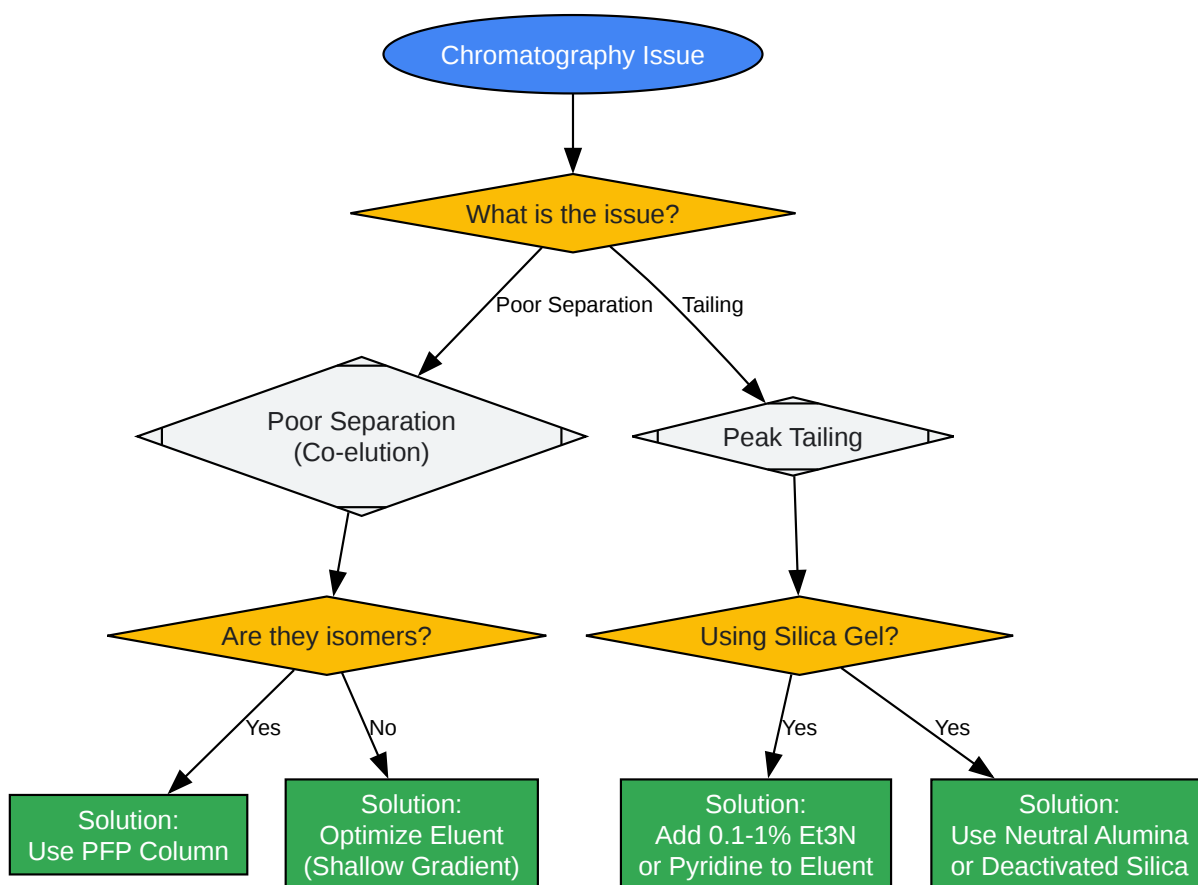 Chromatography Issue
What is the issue?
Poor Separation
Tailing
Poor Separation
(Co-elution)
Peak Tailing
Are they isomers?
Using Silica Gel?
Yes
No
Yes
Yes
Solution:
Use PFP Column
Solution:
Optimize Eluent
(Shallow Gradient)
Solution:
Add 0.1-1% Et3N
or Pyridine to Eluent
Solution:
Use Neutral Alumina
or Deactivated Silica